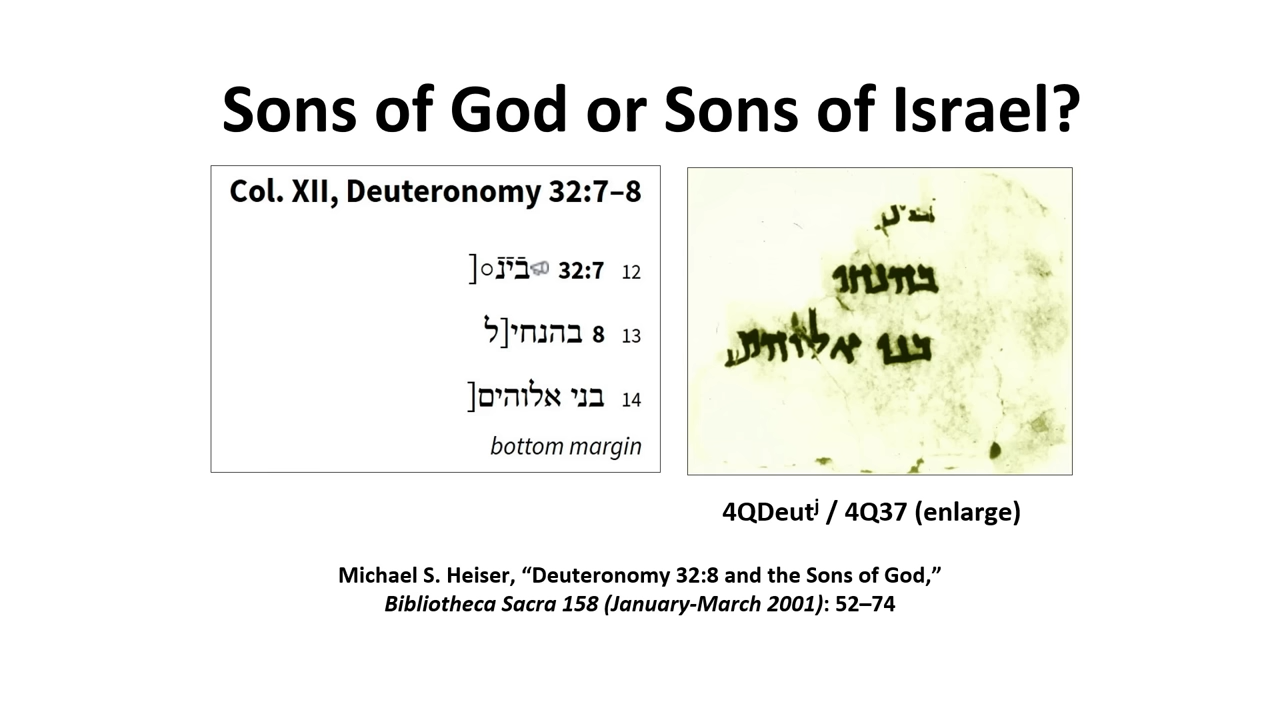 Sons of God or Sons of Israel?
Col. XII, Deuteronomy 32:7–8
12 32:7 בֿיֿנֿ◦[
13 8 בהנחי[ל
14 בני אלוהים[
bottom margin
בהנחי
בני אלוהים
4QDeutʲ / 4Q37 (enlarge)
Michael S. Heiser, “Deuteronomy 32:8 and the Sons of God,”
Bibliotheca Sacra 158 (January-March 2001): 52–74